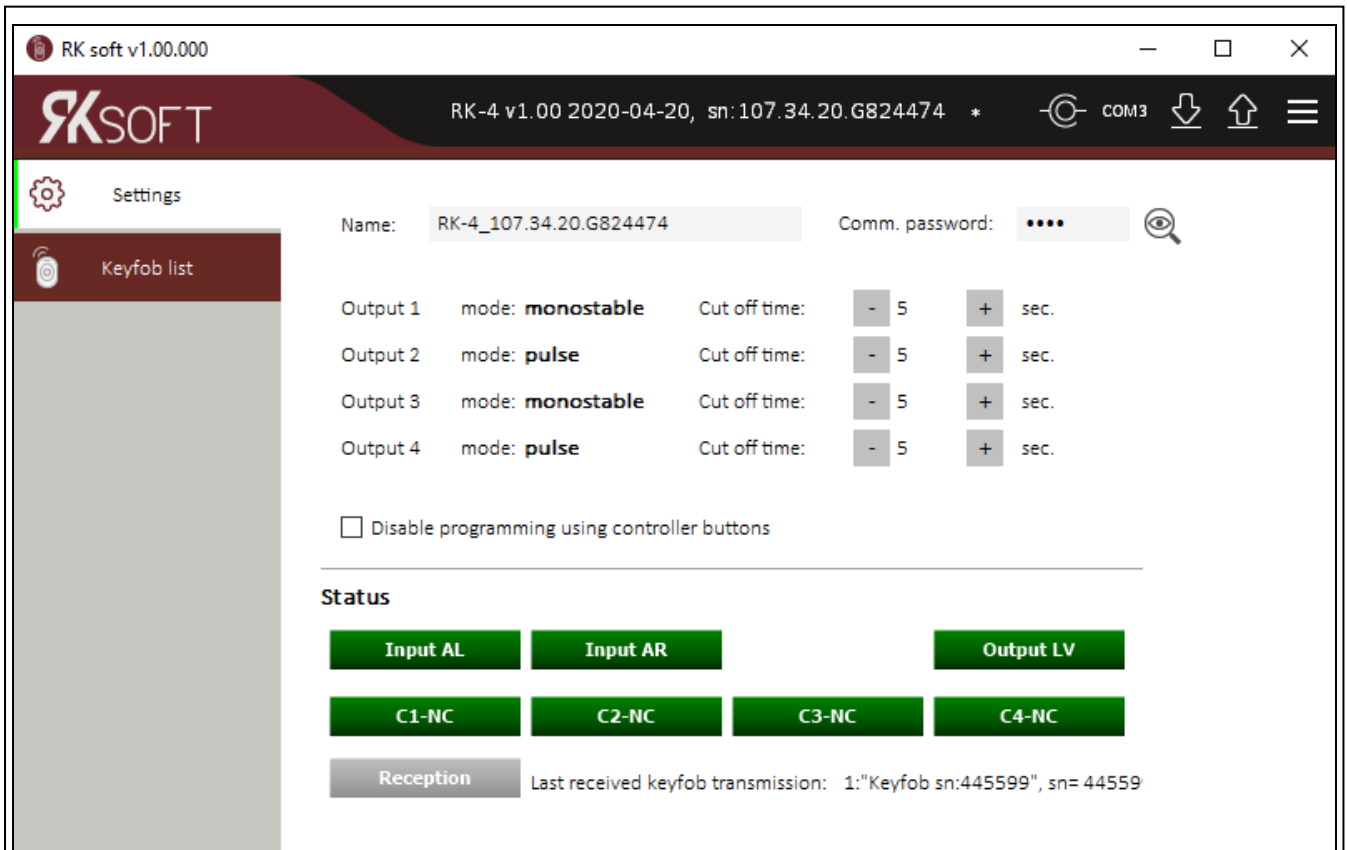 RK soft v1.00.000
RKSOFT RK-4 v1.00 2020-04-20, sn:107.34.20.G824474 * COM3
Settings
Name: RK-4_107.34.20.G824474 Comm. password: ••••
Keyfob list
Output 1 mode: monostable Cut off time: - 5 + sec.
Output 2 mode: pulse Cut off time: - 5 + sec.
Output 3 mode: monostable Cut off time: - 5 + sec.
Output 4 mode: pulse Cut off time: - 5 + sec.
Disable programming using controller buttons
Status
Input AL Input AR Output LV
C1-NC C2-NC C3-NC C4-NC
Reception Last received keyfob transmission: 1:"Keyfob sn:445599", sn= 44559